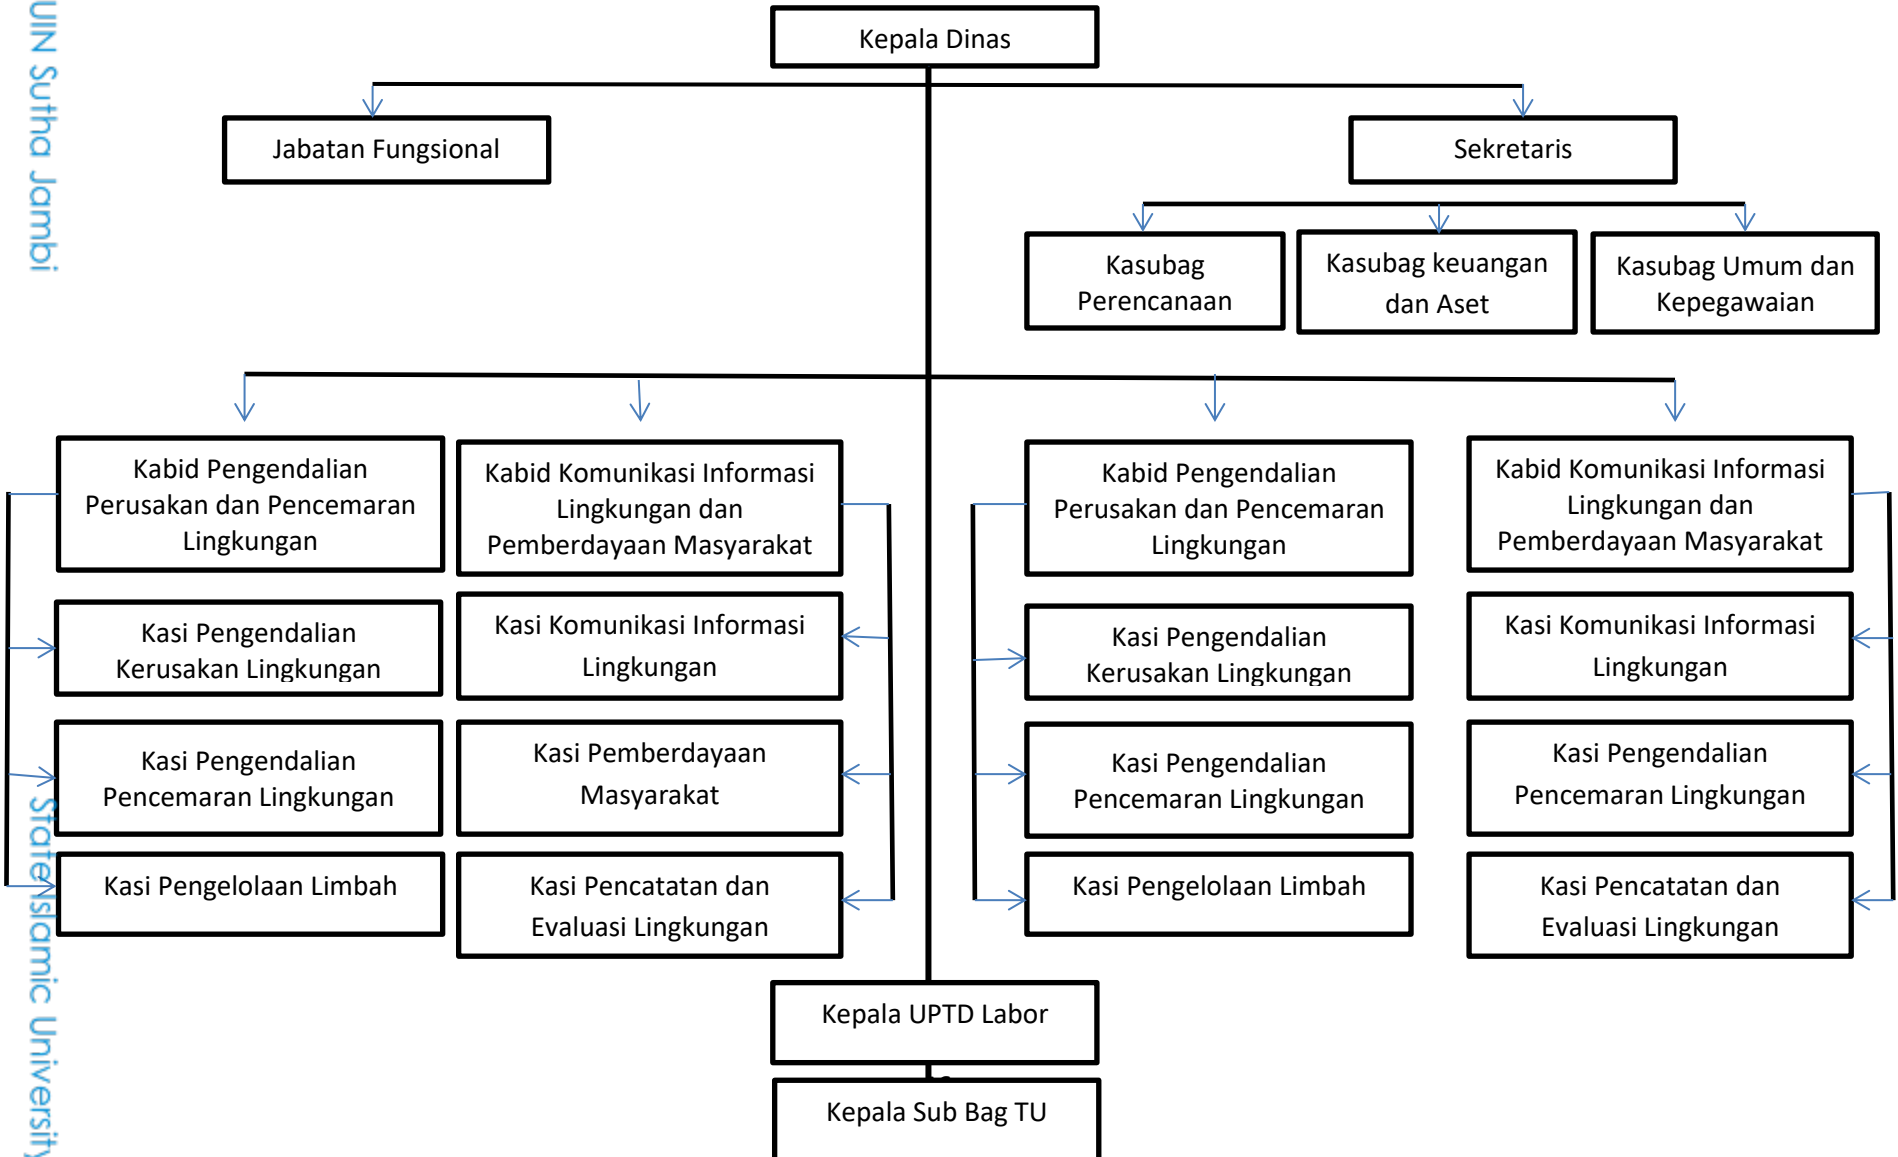 Kepala Dinas
Jabatan Fungsional
Sekretaris
Kasubag
Perencanaan
Kasubag keuangan
dan Aset
Kasubag Umum dan
Kepegawaian
Kabid Pengendalian
Perusakan dan Pencemaran
Lingkungan
Kabid Komunikasi Informasi
Lingkungan dan
Pemberdayaan Masyarakat
Kabid Pengendalian
Perusakan dan Pencemaran
Lingkungan
Kabid Komunikasi Informasi
Lingkungan dan
Pemberdayaan Masyarakat
Kasi Pengendalian
Kerusakan Lingkungan
Kasi Komunikasi Informasi
Lingkungan
Kasi Pengendalian
Kerusakan Lingkungan
Kasi Komunikasi Informasi
Lingkungan
Kasi Pengendalian
Pencemaran Lingkungan
Kasi Pemberdayaan
Masyarakat
Kasi Pengendalian
Pencemaran Lingkungan
Kasi Pengendalian
Pencemaran Lingkungan
Kasi Pengelolaan Limbah
Kasi Pencatatan dan
Evaluasi Lingkungan
Kasi Pengelolaan Limbah
Kasi Pencatatan dan
Evaluasi Lingkungan
Kepala UPTD Labor
Kepala Sub Bag TU
UIN Sutha Jambi
State Islamic University